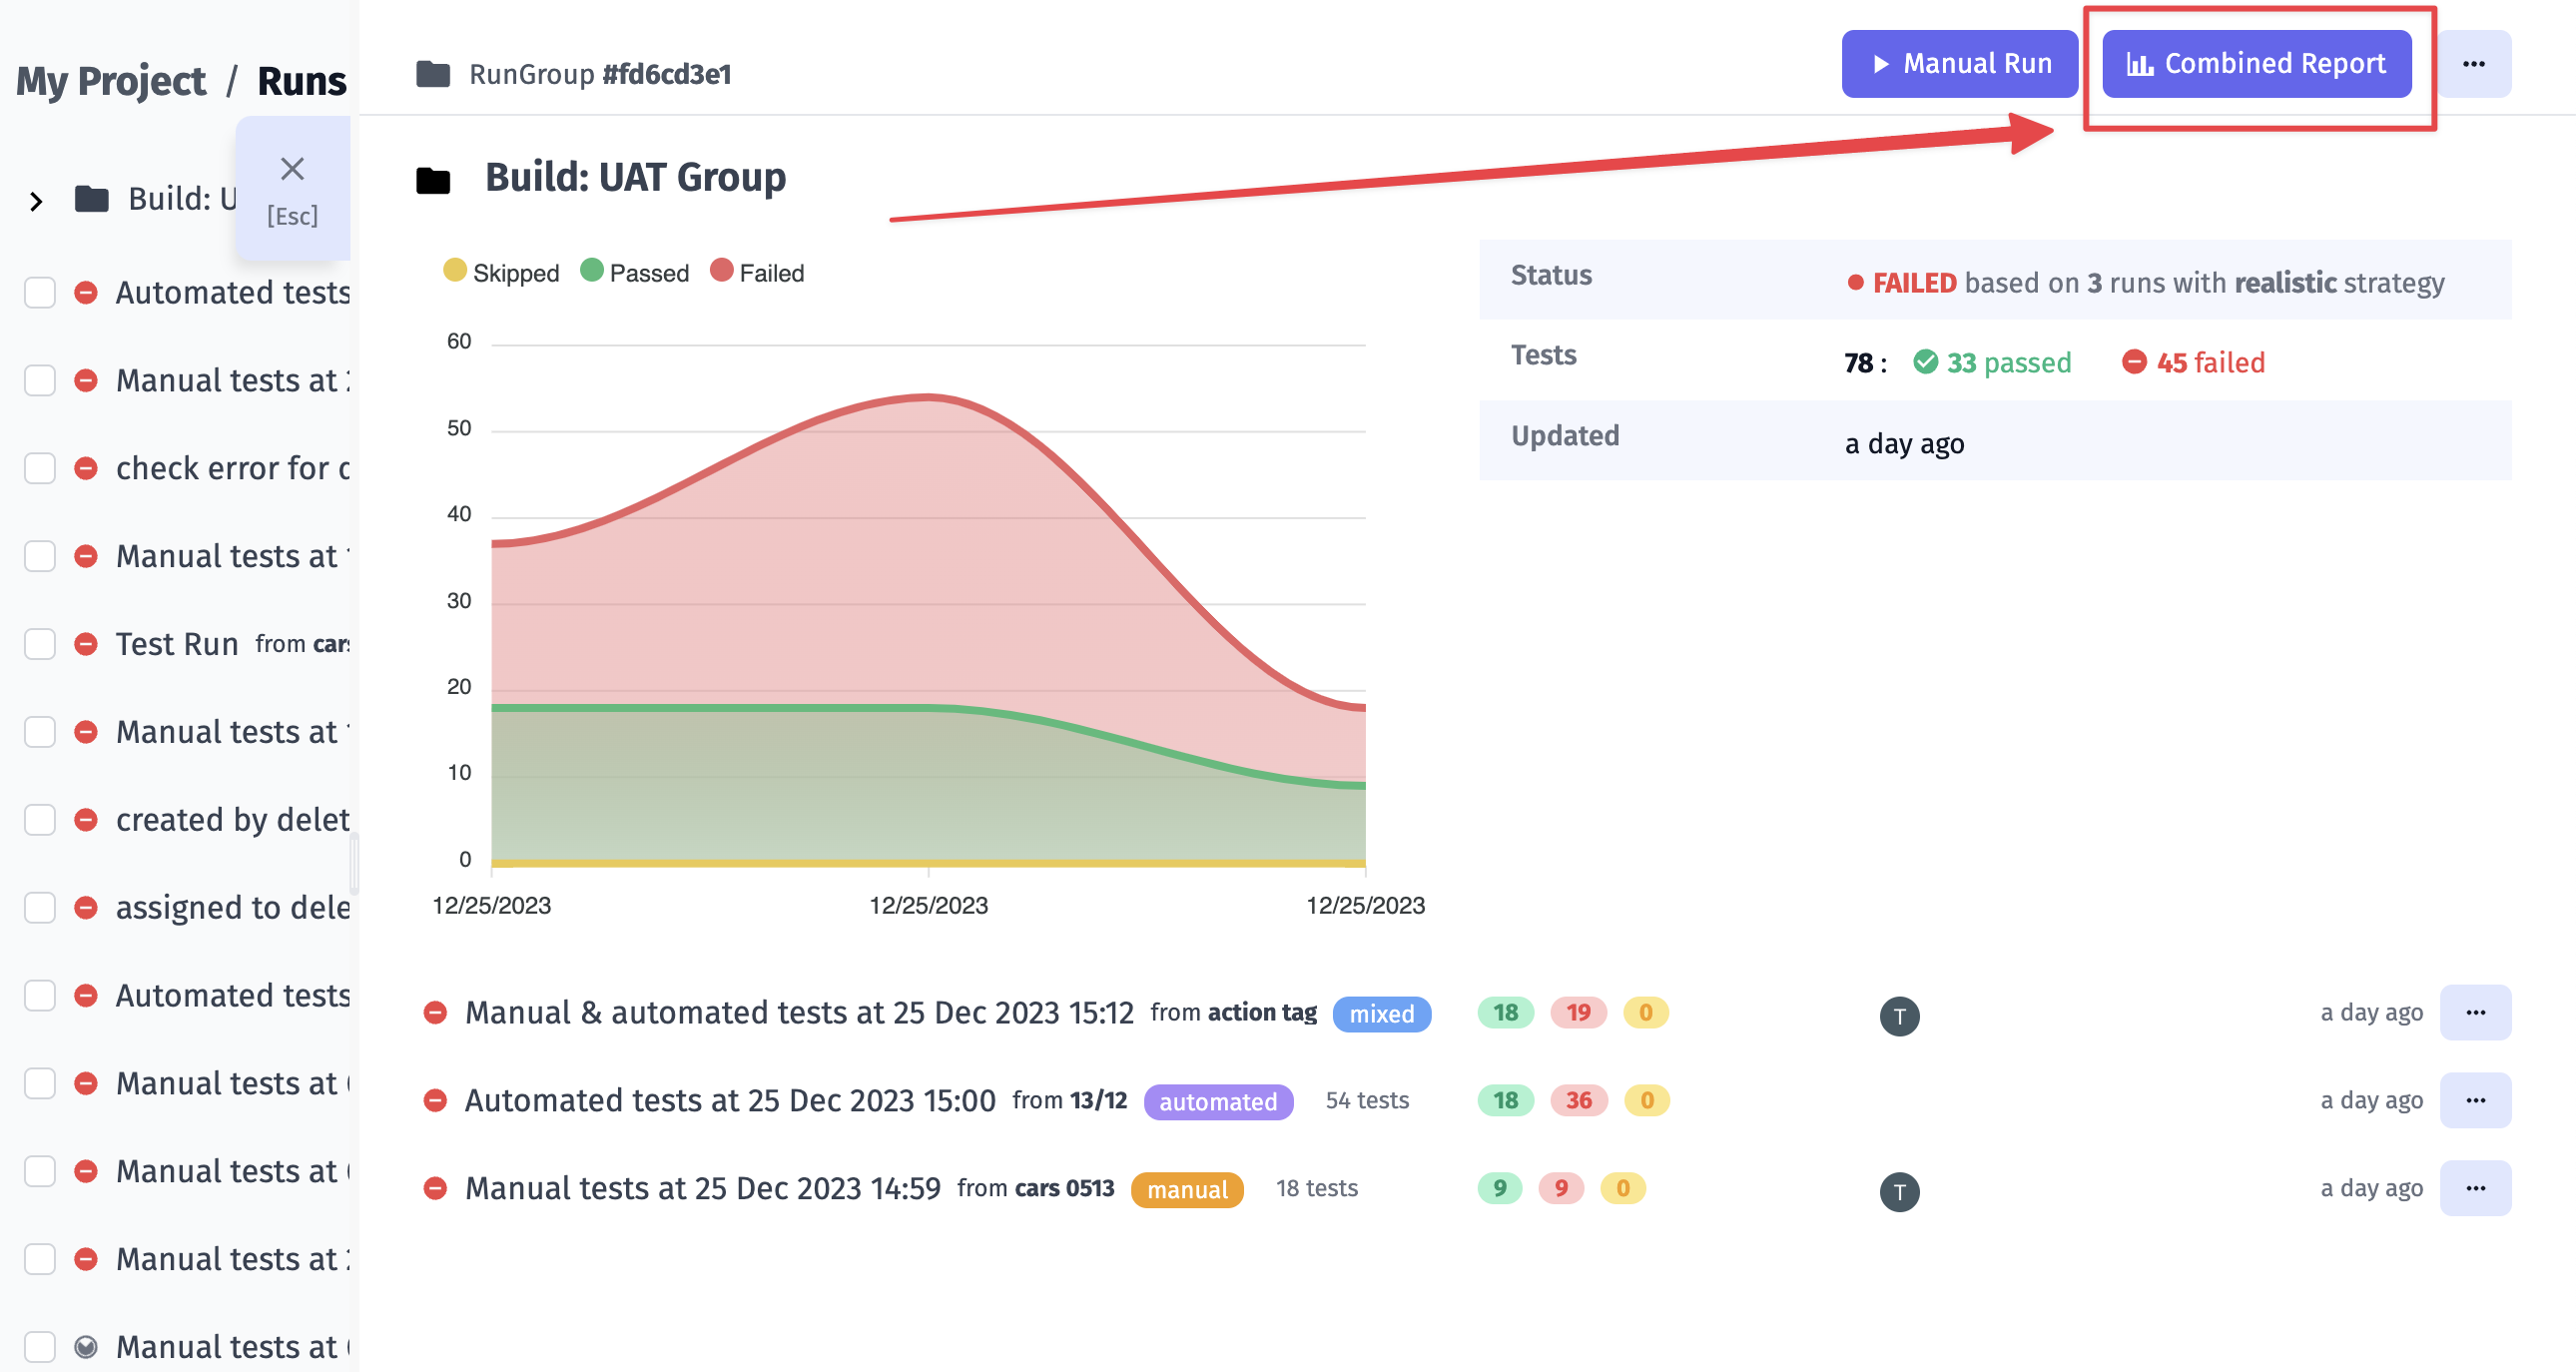 My Project / Runs
Build: U
[Esc]
Automated tests
Manual tests at
check error for
Manual tests at
Test Run from cars
Manual tests at
created by delet
assigned to dele
Automated tests
Manual tests at
Manual tests at
Manual tests at
Manual tests at
RunGroup #fd6cd3e1
Manual Run
Combined Report
...
Build: UAT Group
Skipped Passed Failed
60
50
40
30
20
10
0
12/25/2023 12/25/2023 12/25/2023
Status FAILED based on 3 runs with realistic strategy
Tests 78 : 33 passed 45 failed
Updated a day ago
Manual & automated tests at 25 Dec 2023 15:12 from action tag mixed 18 19 0 T a day ago ...
Automated tests at 25 Dec 2023 15:00 from 13/12 automated 54 tests 18 36 0 a day ago ...
Manual tests at 25 Dec 2023 14:59 from cars 0513 manual 18 tests 9 9 0 T a day ago ...